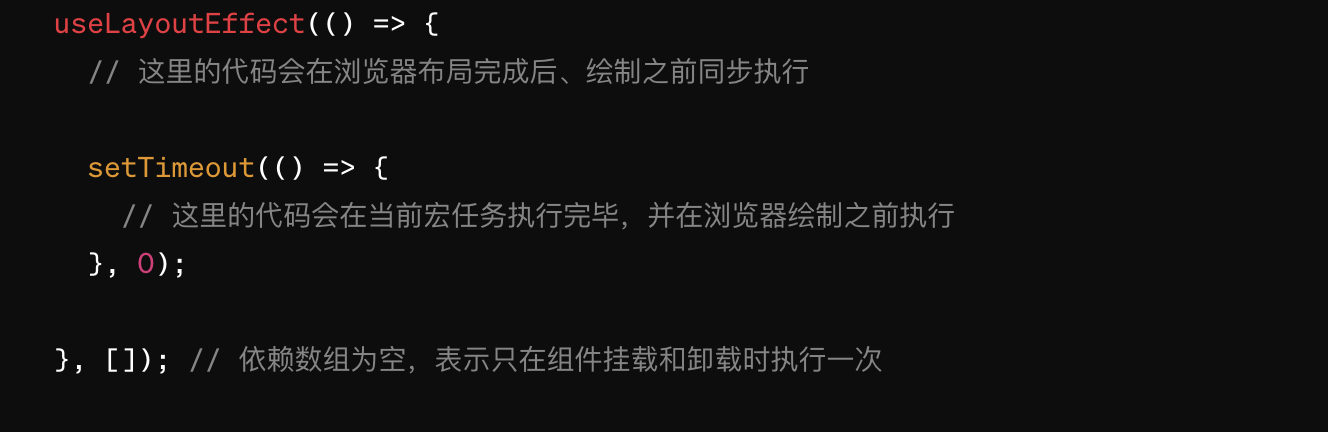 useLayoutEffect(() => {
  // 这里的代码会在浏览器布局完成后、绘制之前同步执行
  setTimeout(() => {
    // 这里的代码会在当前宏任务执行完毕，并在浏览器绘制之前执行
  }, 0);
}, []); // 依赖数组为空，表示只在组件挂载和卸载时执行一次